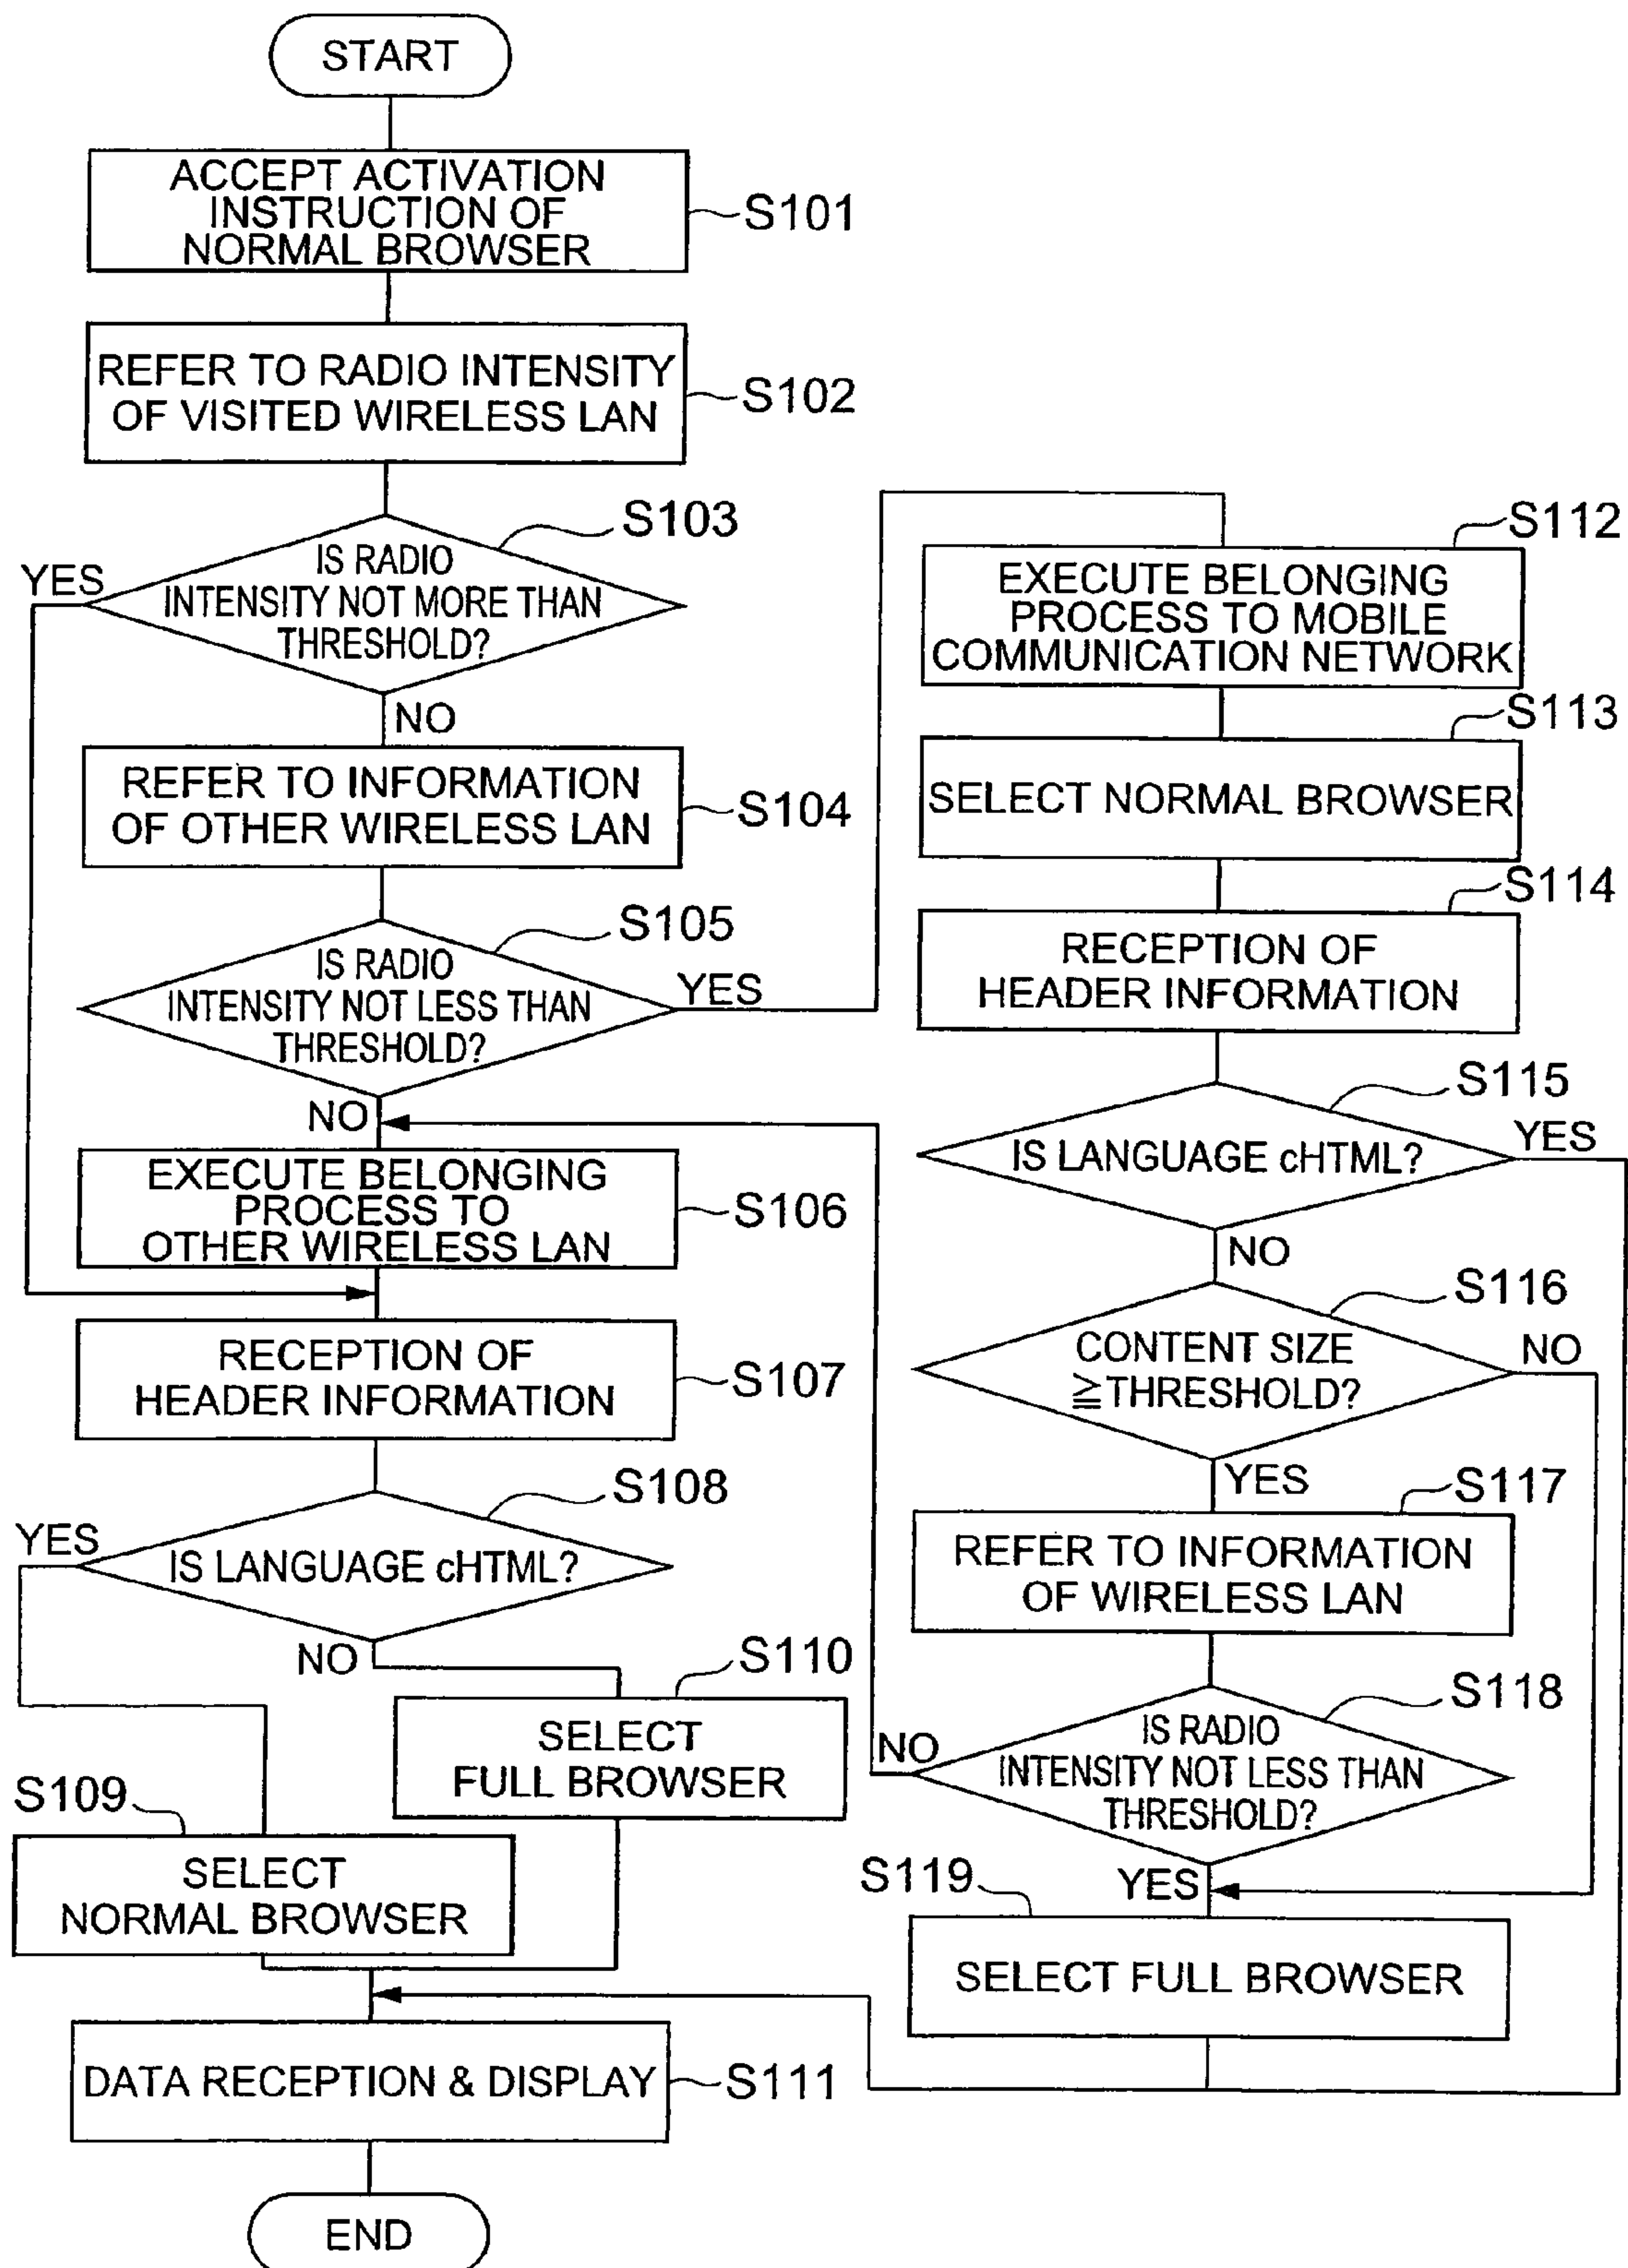 START
ACCEPT ACTIVATION
INSTRUCTION OF
NORMAL BROWSER
S101
REFER TO RADIO INTENSITY
OF VISITED WIRELESS LAN
S102
S103
IS RADIO
INTENSITY NOT MORE THAN
THRESHOLD?
YES
NO
REFER TO INFORMATION
OF OTHER WIRELESS LAN
S104
S105
IS RADIO
INTENSITY NOT LESS THAN
THRESHOLD?
YES
NO
EXECUTE BELONGING
PROCESS TO
OTHER WIRELESS LAN
S106
RECEPTION OF
HEADER INFORMATION
S107
S108
YES
IS LANGUAGE cHTML?
NO
S110
SELECT
FULL BROWSER
S109
SELECT
NORMAL BROWSER
DATA RECEPTION & DISPLAY
S111
END
S112
EXECUTE BELONGING
PROCESS TO MOBILE
COMMUNICATION NETWORK
S113
SELECT NORMAL BROWSER
S114
RECEPTION OF
HEADER INFORMATION
S115
IS LANGUAGE cHTML?
YES
NO
S116
CONTENT SIZE
≧THRESHOLD?
NO
YES
S117
REFER TO INFORMATION
OF WIRELESS LAN
S118
IS RADIO
INTENSITY NOT LESS THAN
THRESHOLD?
NO
YES
S119
SELECT FULL BROWSER